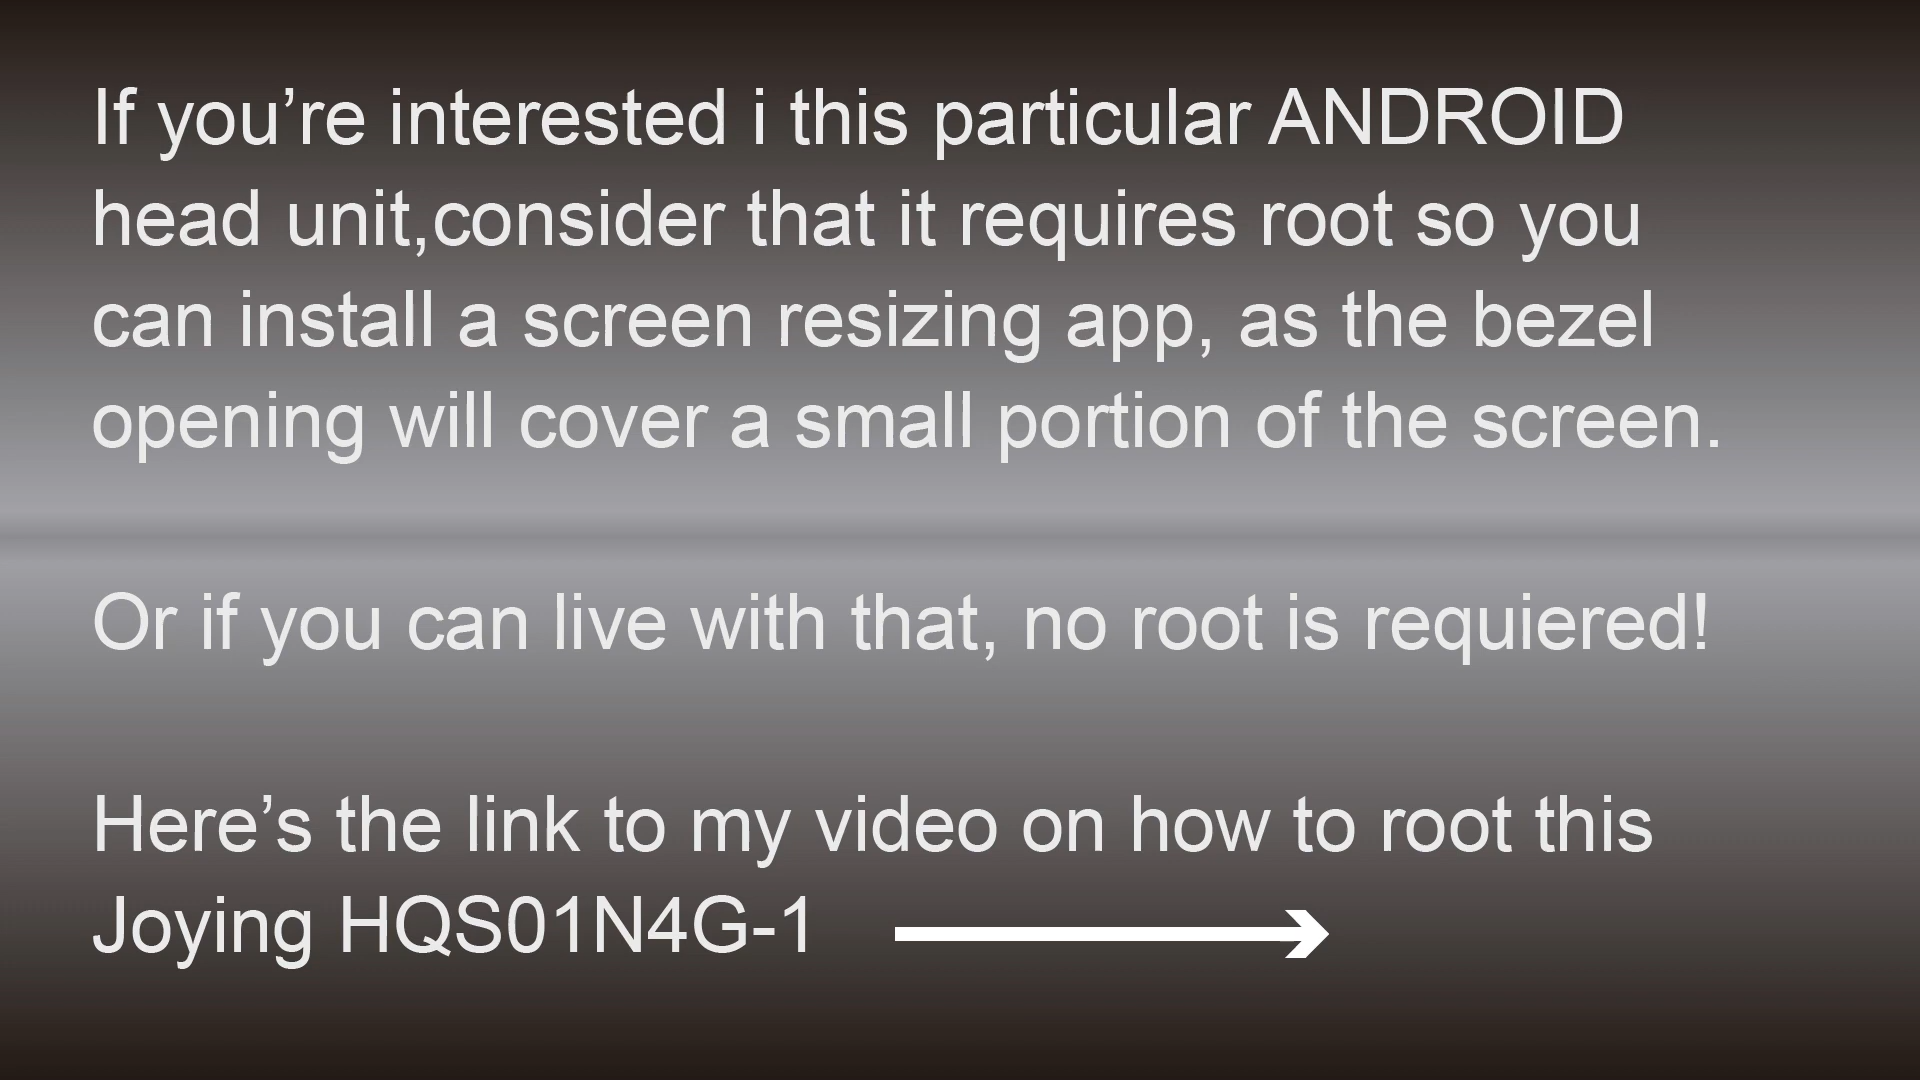 If you’re interested i this particular ANDROID
head unit,consider that it requires root so you
can install a screen resizing app, as the bezel
opening will cover a small portion of the screen.
Or if you can live with that, no root is requiered!
Here’s the link to my video on how to root this
Joying HQS01N4G-1